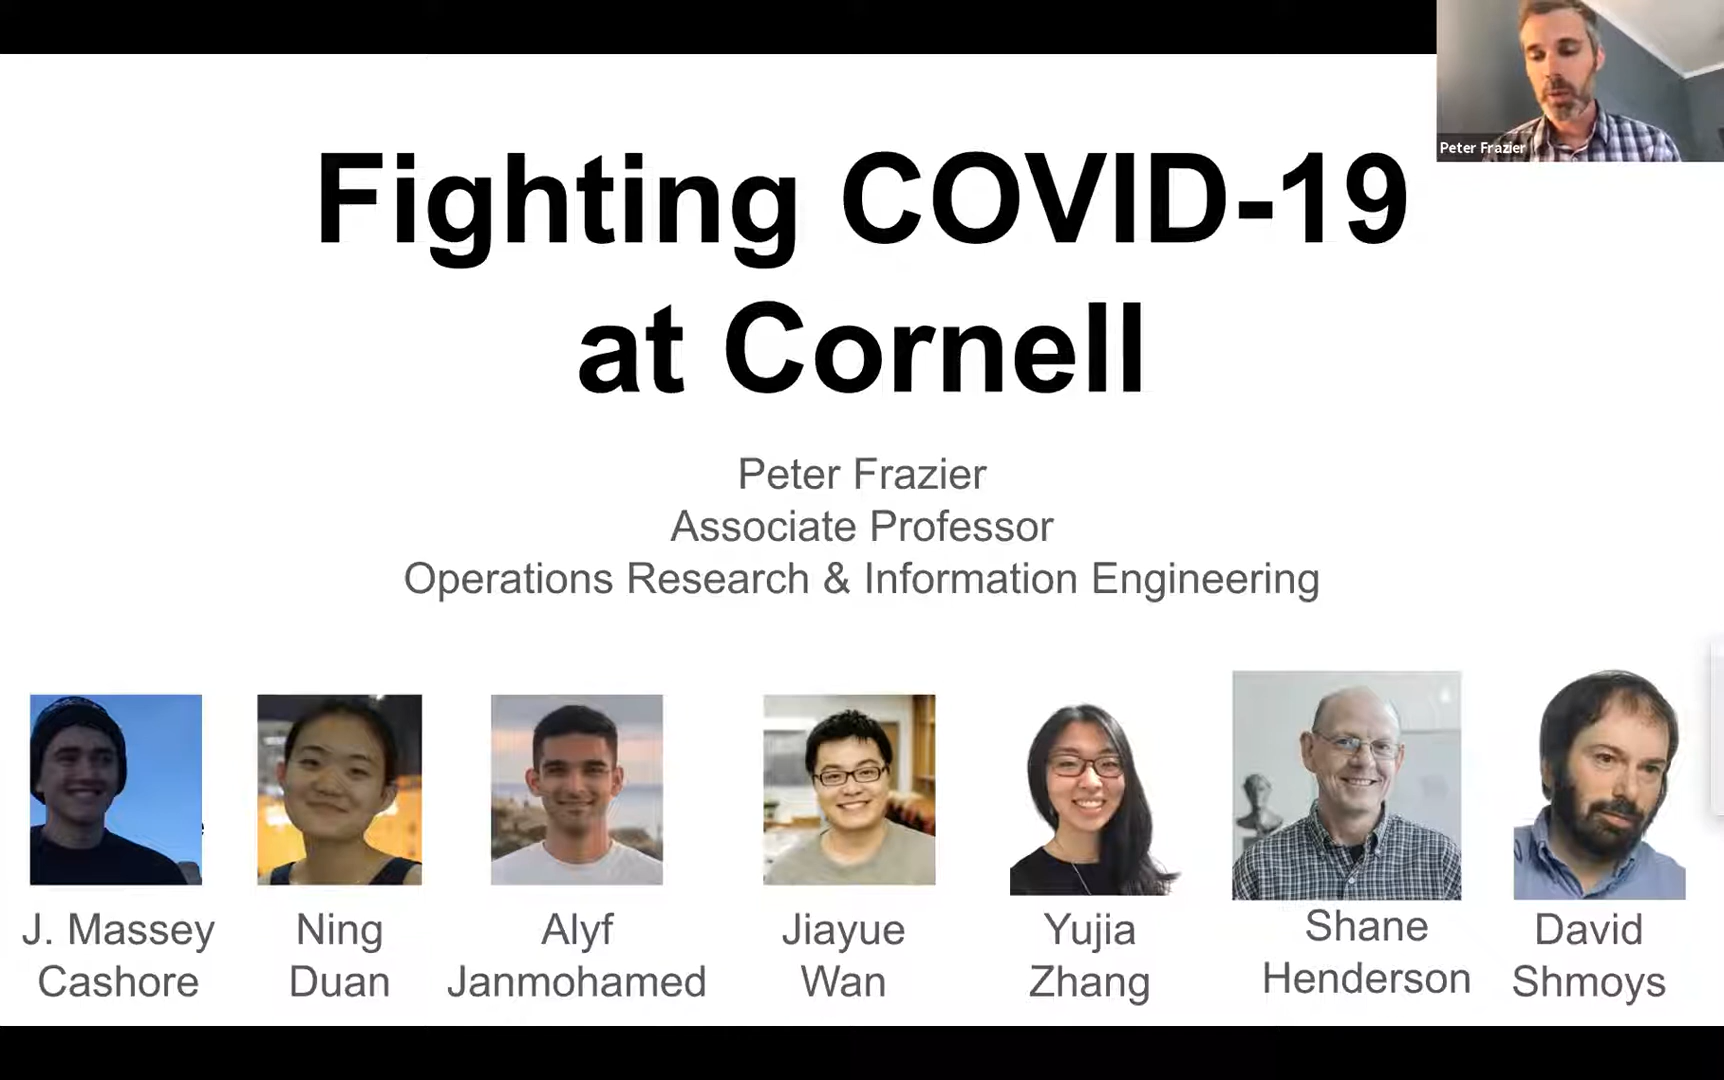 Peter Frazier
Fighting COVID-19
at Cornell
Peter Frazier
Associate Professor
Operations Research & Information Engineering
J. Massey
Cashore
Ning
Duan
Alyf
Janmohamed
Jiayue
Wan
Yujia
Zhang
Shane
Henderson
David
Shmoys